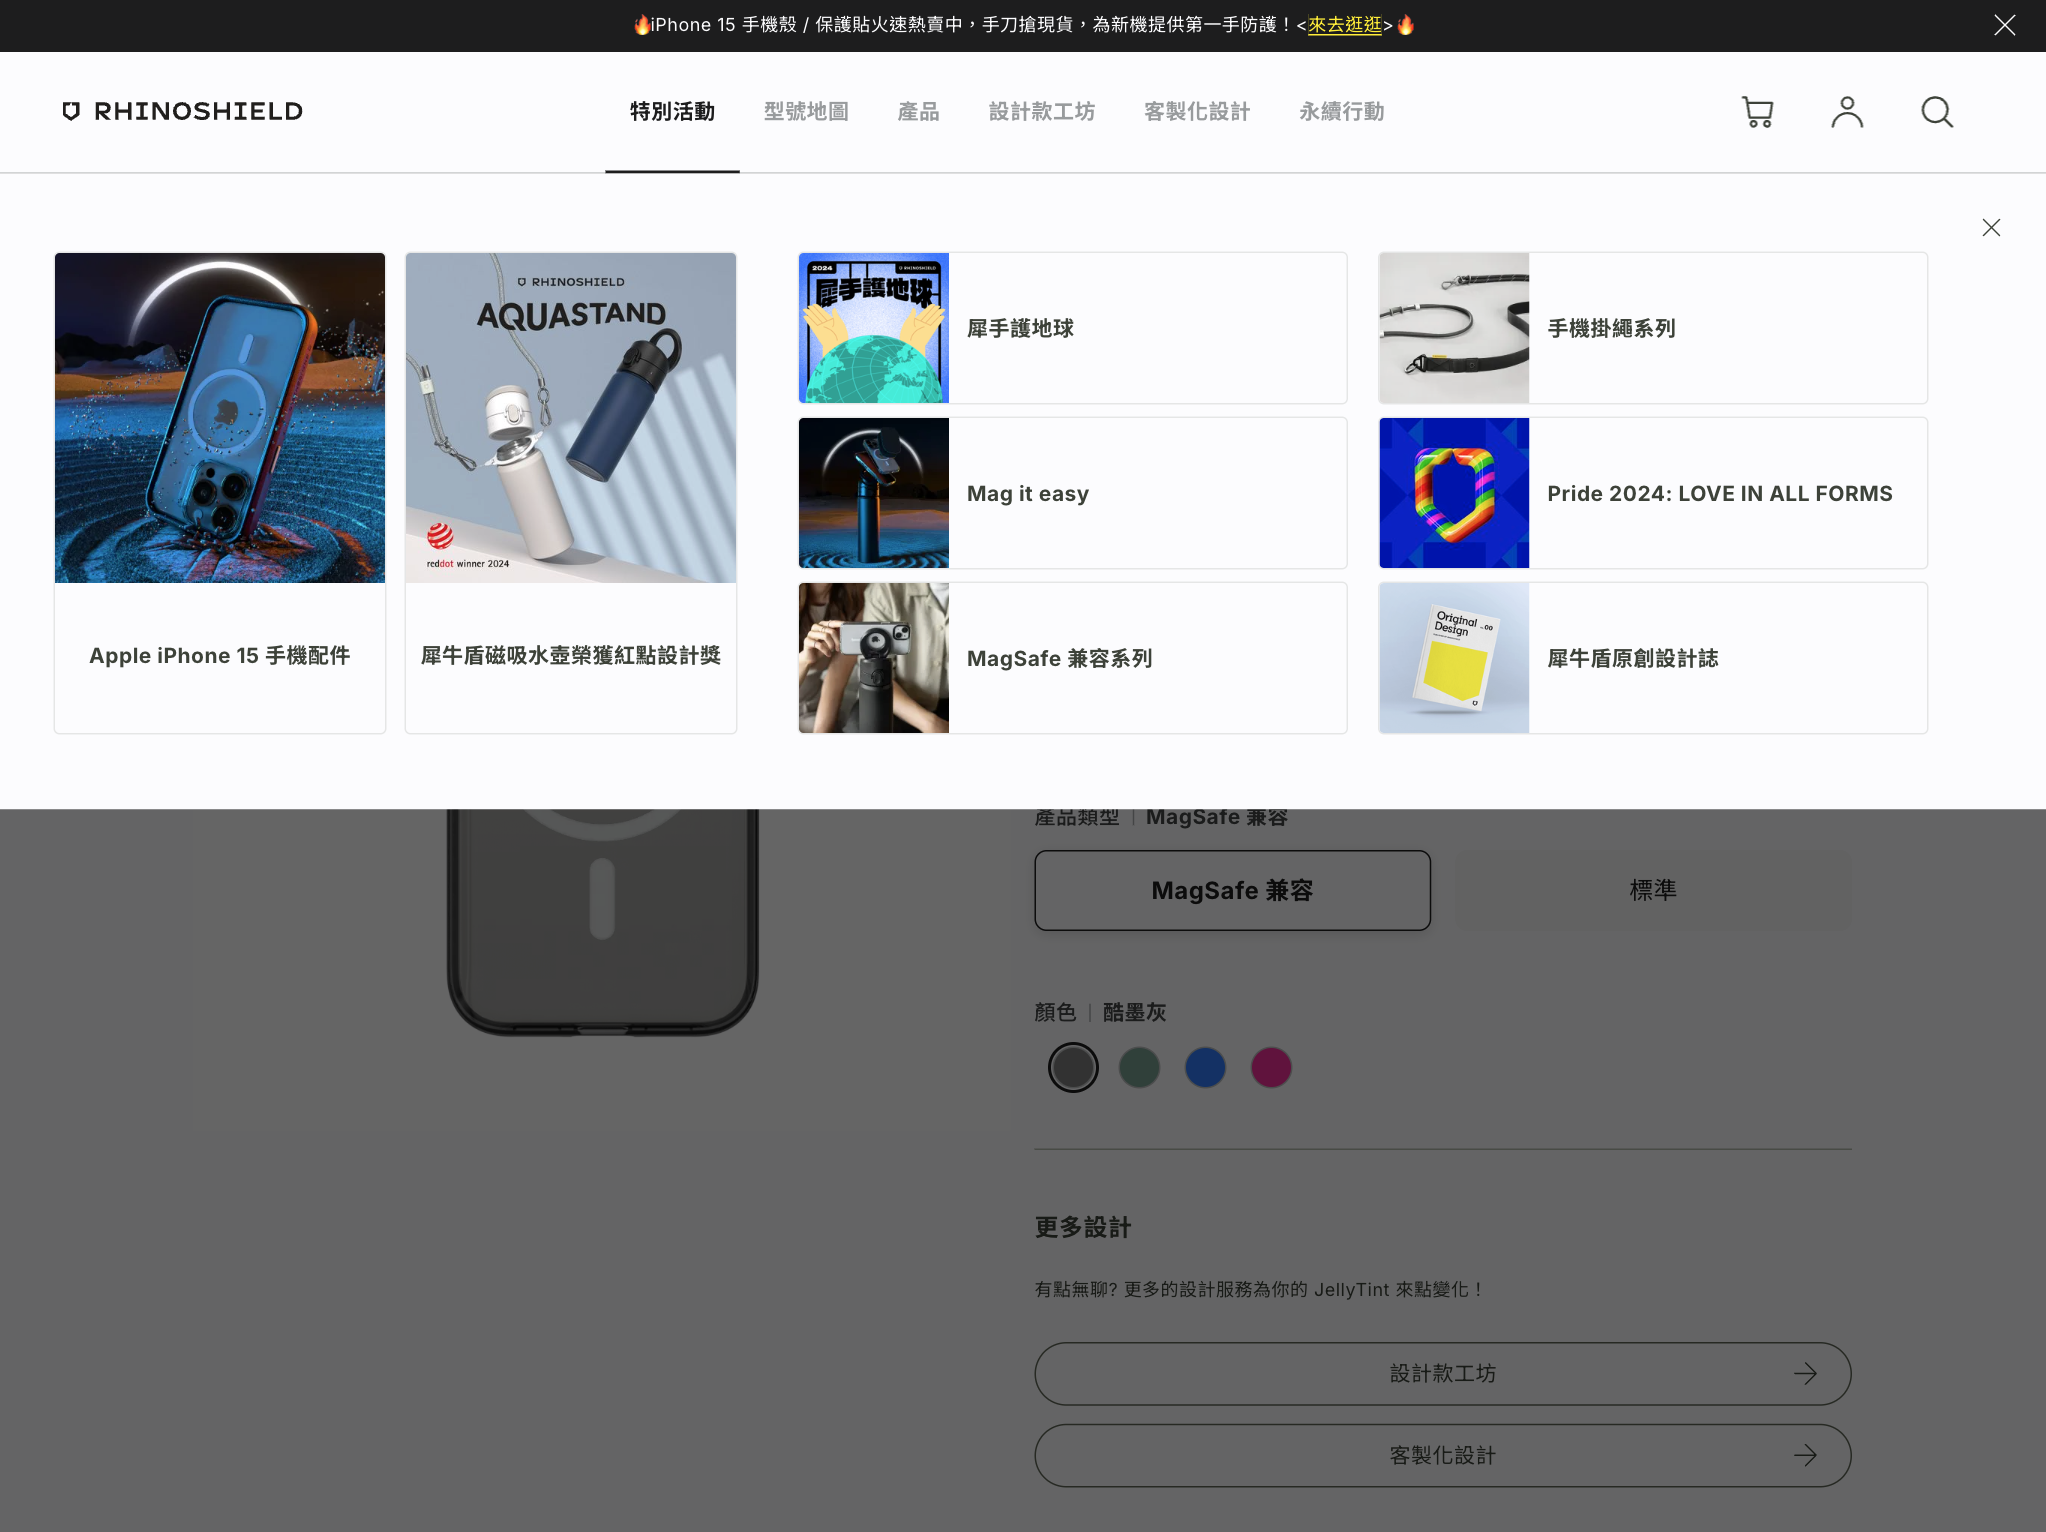 🔥iPhone 15 手機殼 / 保護貼火速熱賣中，手刀搶現貨，為新機提供第一手防護！<來去逛逛>🔥
RHINOSHIELD
特別活動
型號地圖
產品
設計款工坊
客製化設計
永續行動
RHINOSHIELD
AQUASTAND
reddot winner 2024
Apple iPhone 15 手機配件
犀牛盾磁吸水壺榮獲紅點設計獎
2024
RHINOSHIELD
犀手護地球
犀手護地球
手機掛繩系列
Mag it easy
Pride 2024: LOVE IN ALL FORMS
MagSafe 兼容系列
Original
Design
00
犀牛盾原創設計誌
產品類型 | MagSafe 兼容
MagSafe 兼容
標準
顏色 | 酷墨灰
更多設計
有點無聊? 更多的設計服務為你的 JellyTint 來點變化！
設計款工坊
客製化設計